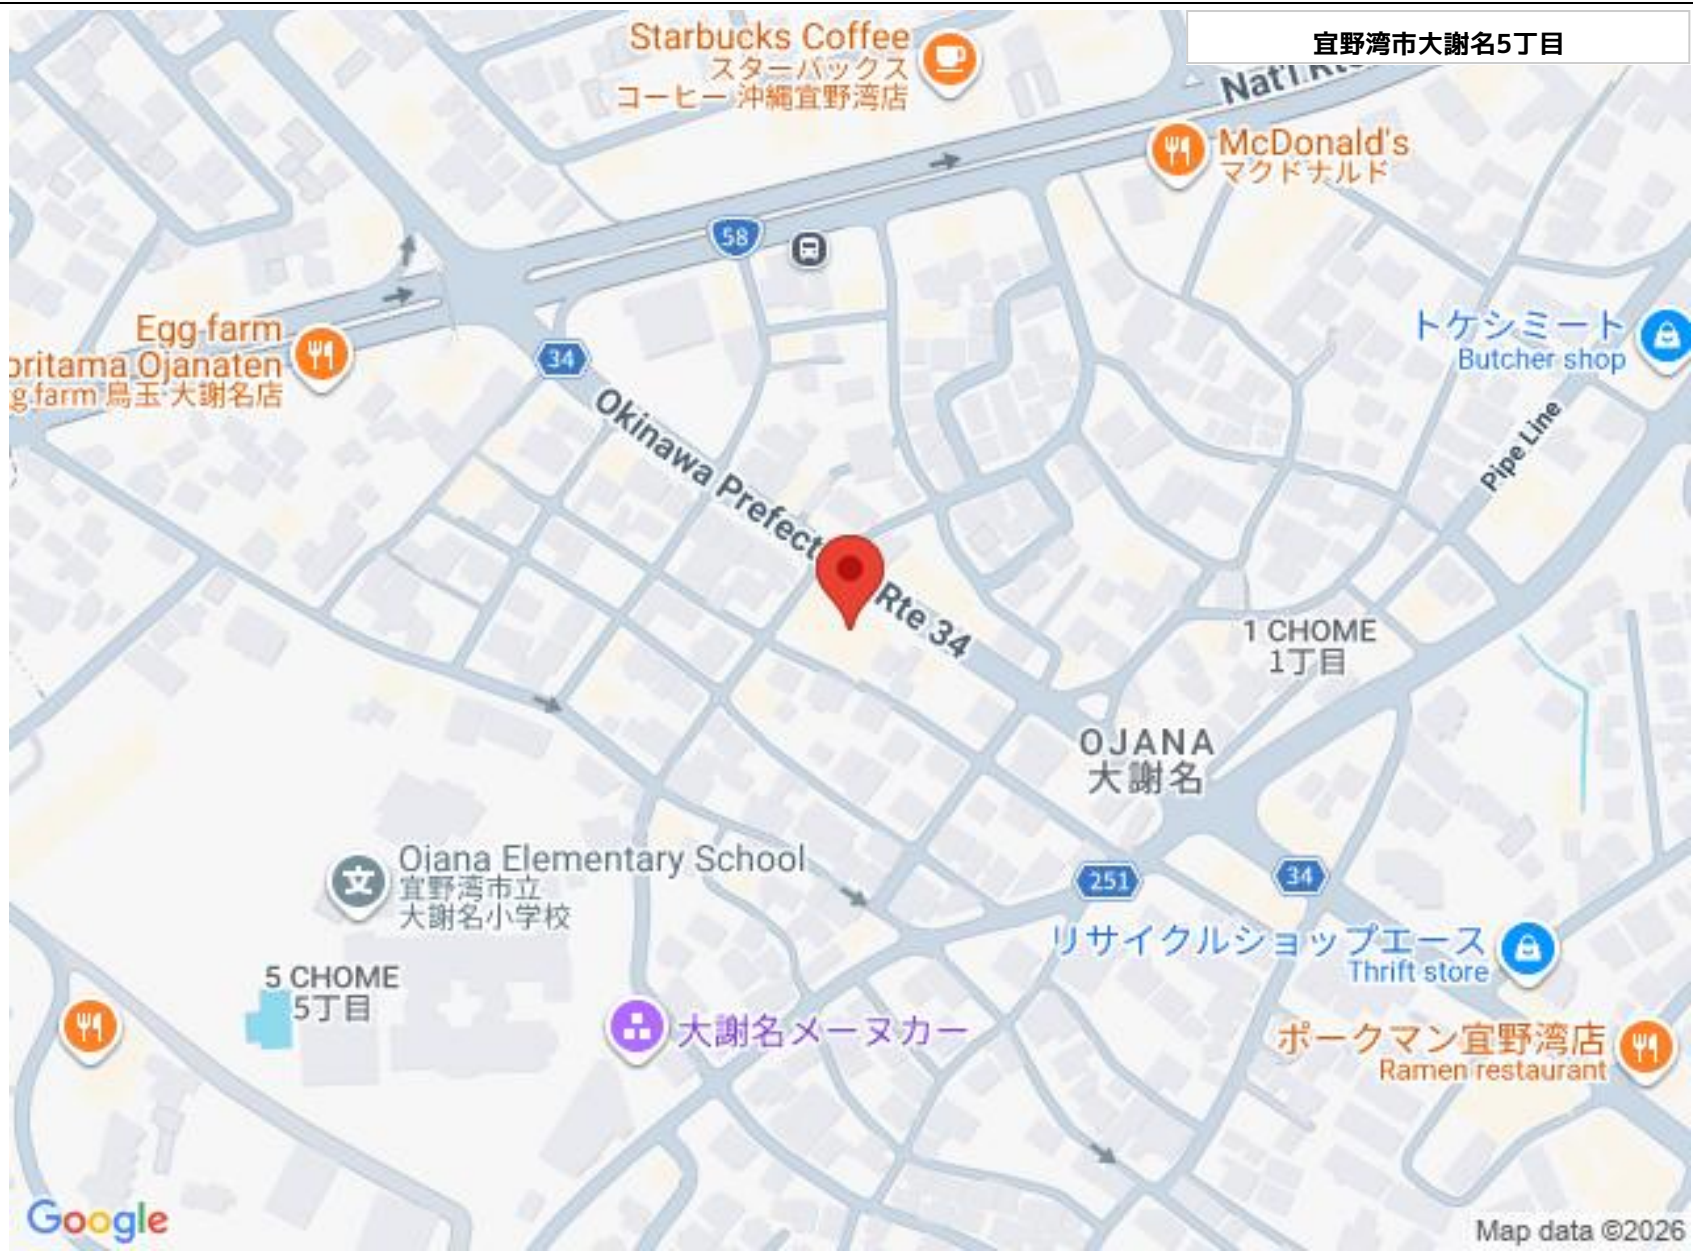 宜野湾市大謝名5丁目
Starbucks Coffee
スターバックス
コーヒー 沖縄宜野湾店
Nat'l Rte
McDonald's
マクドナルド
58
Egg farm
oritama Ojanaten
g farm 鳥玉 大謝名店
34
トケシミート
Butcher shop
Okinawa Prefect
Rte 34
Pipe Line
1 CHOME
1丁目
OJANA
大謝名
Ojana Elementary School
宜野湾市立
大謝名小学校
文
251
34
リサイクルショップエース
Thrift store
5 CHOME
5丁目
大謝名メーヌカー
ポークマン宜野湾店
Ramen restaurant
Google
Map data ©2026